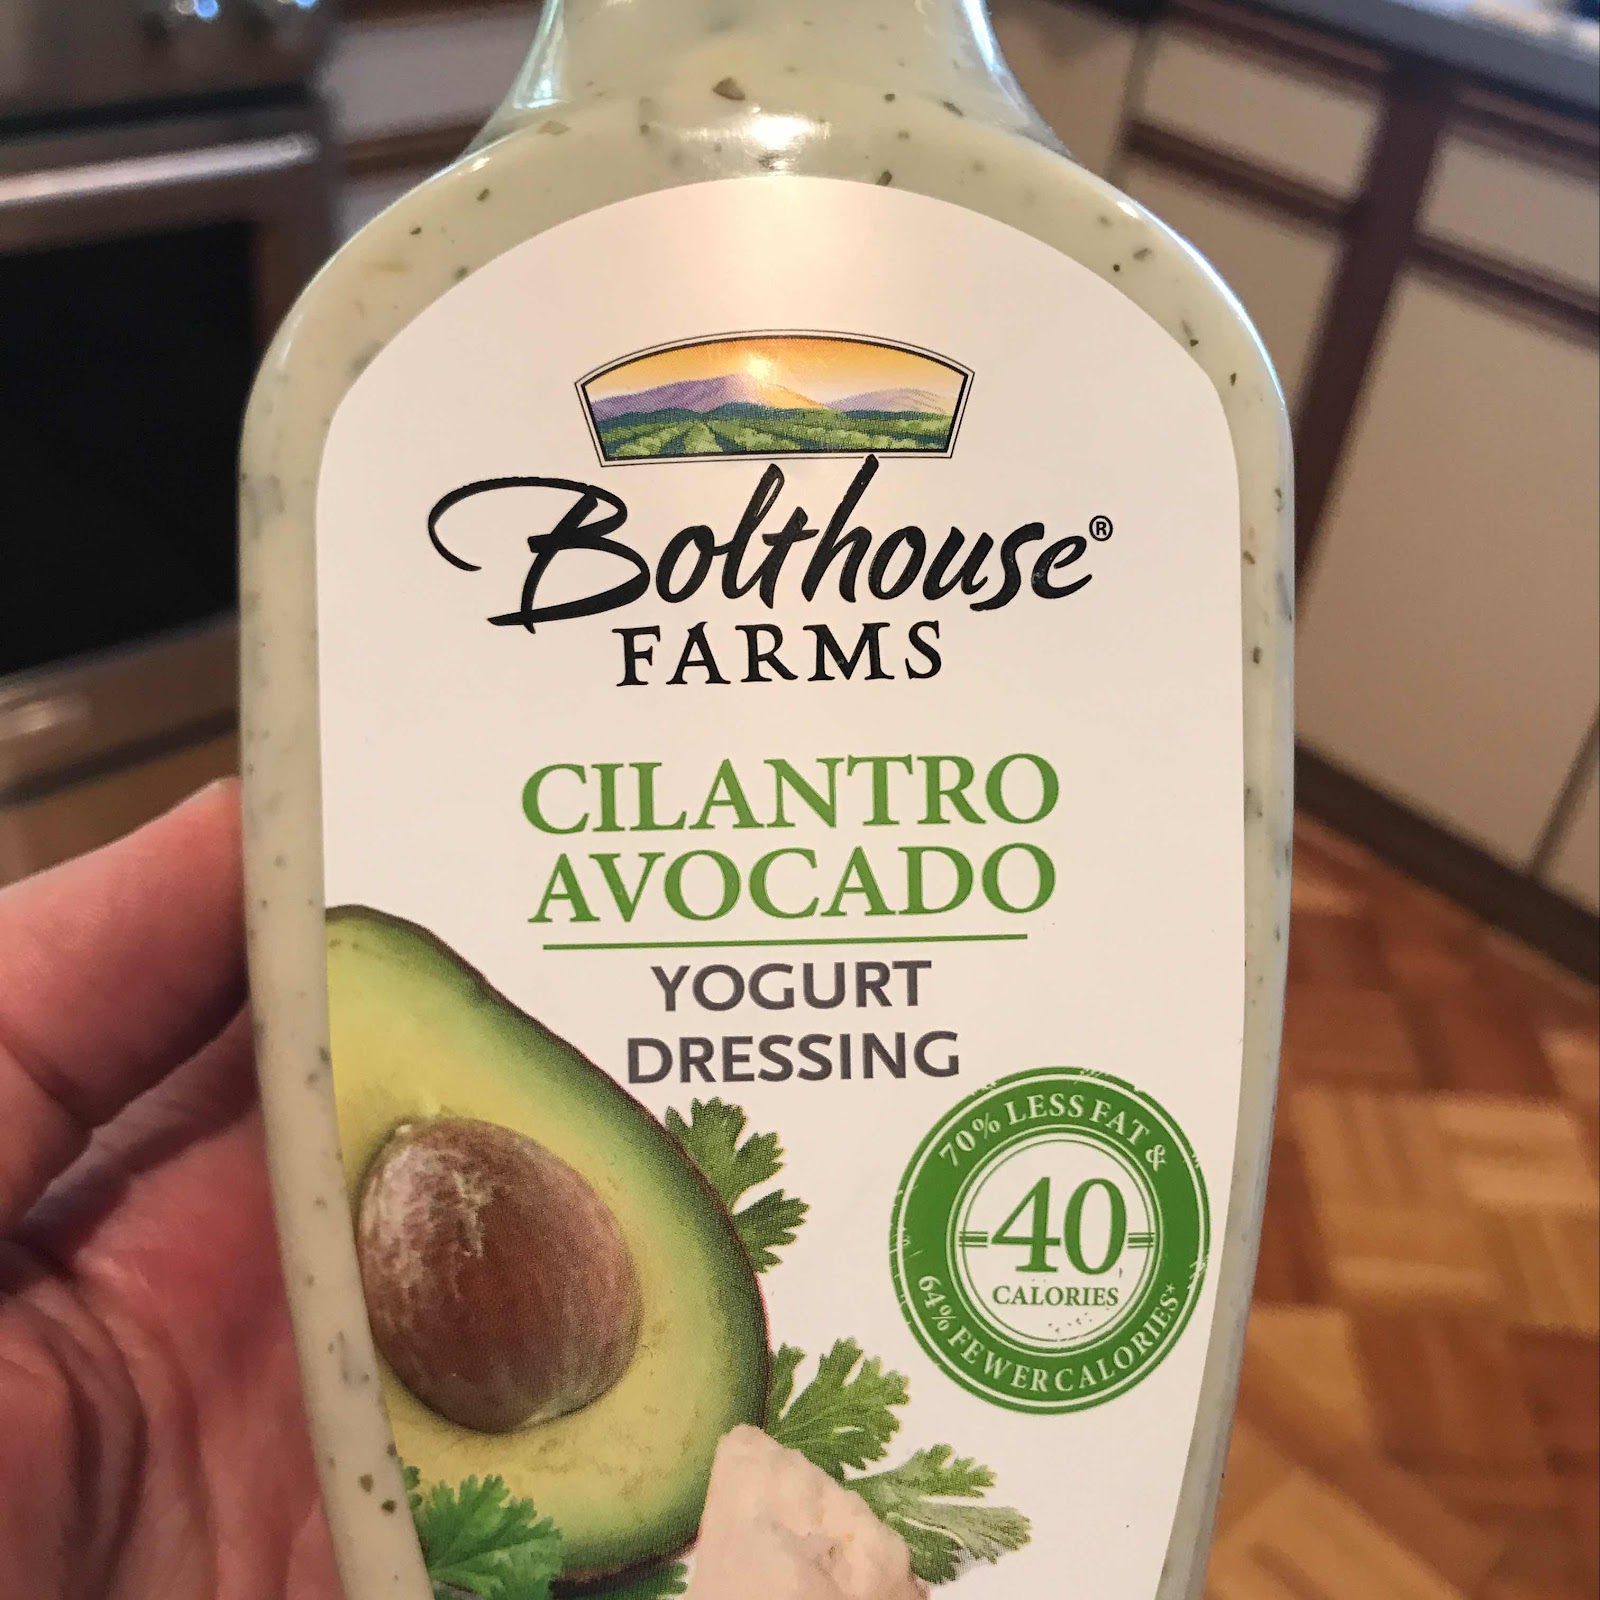 Bolthouse®
FARMS
CILANTRO
AVOCADO
YOGURT
DRESSING
70% LESS FAT &
40
CALORIES
64% FEWER CALORIES*